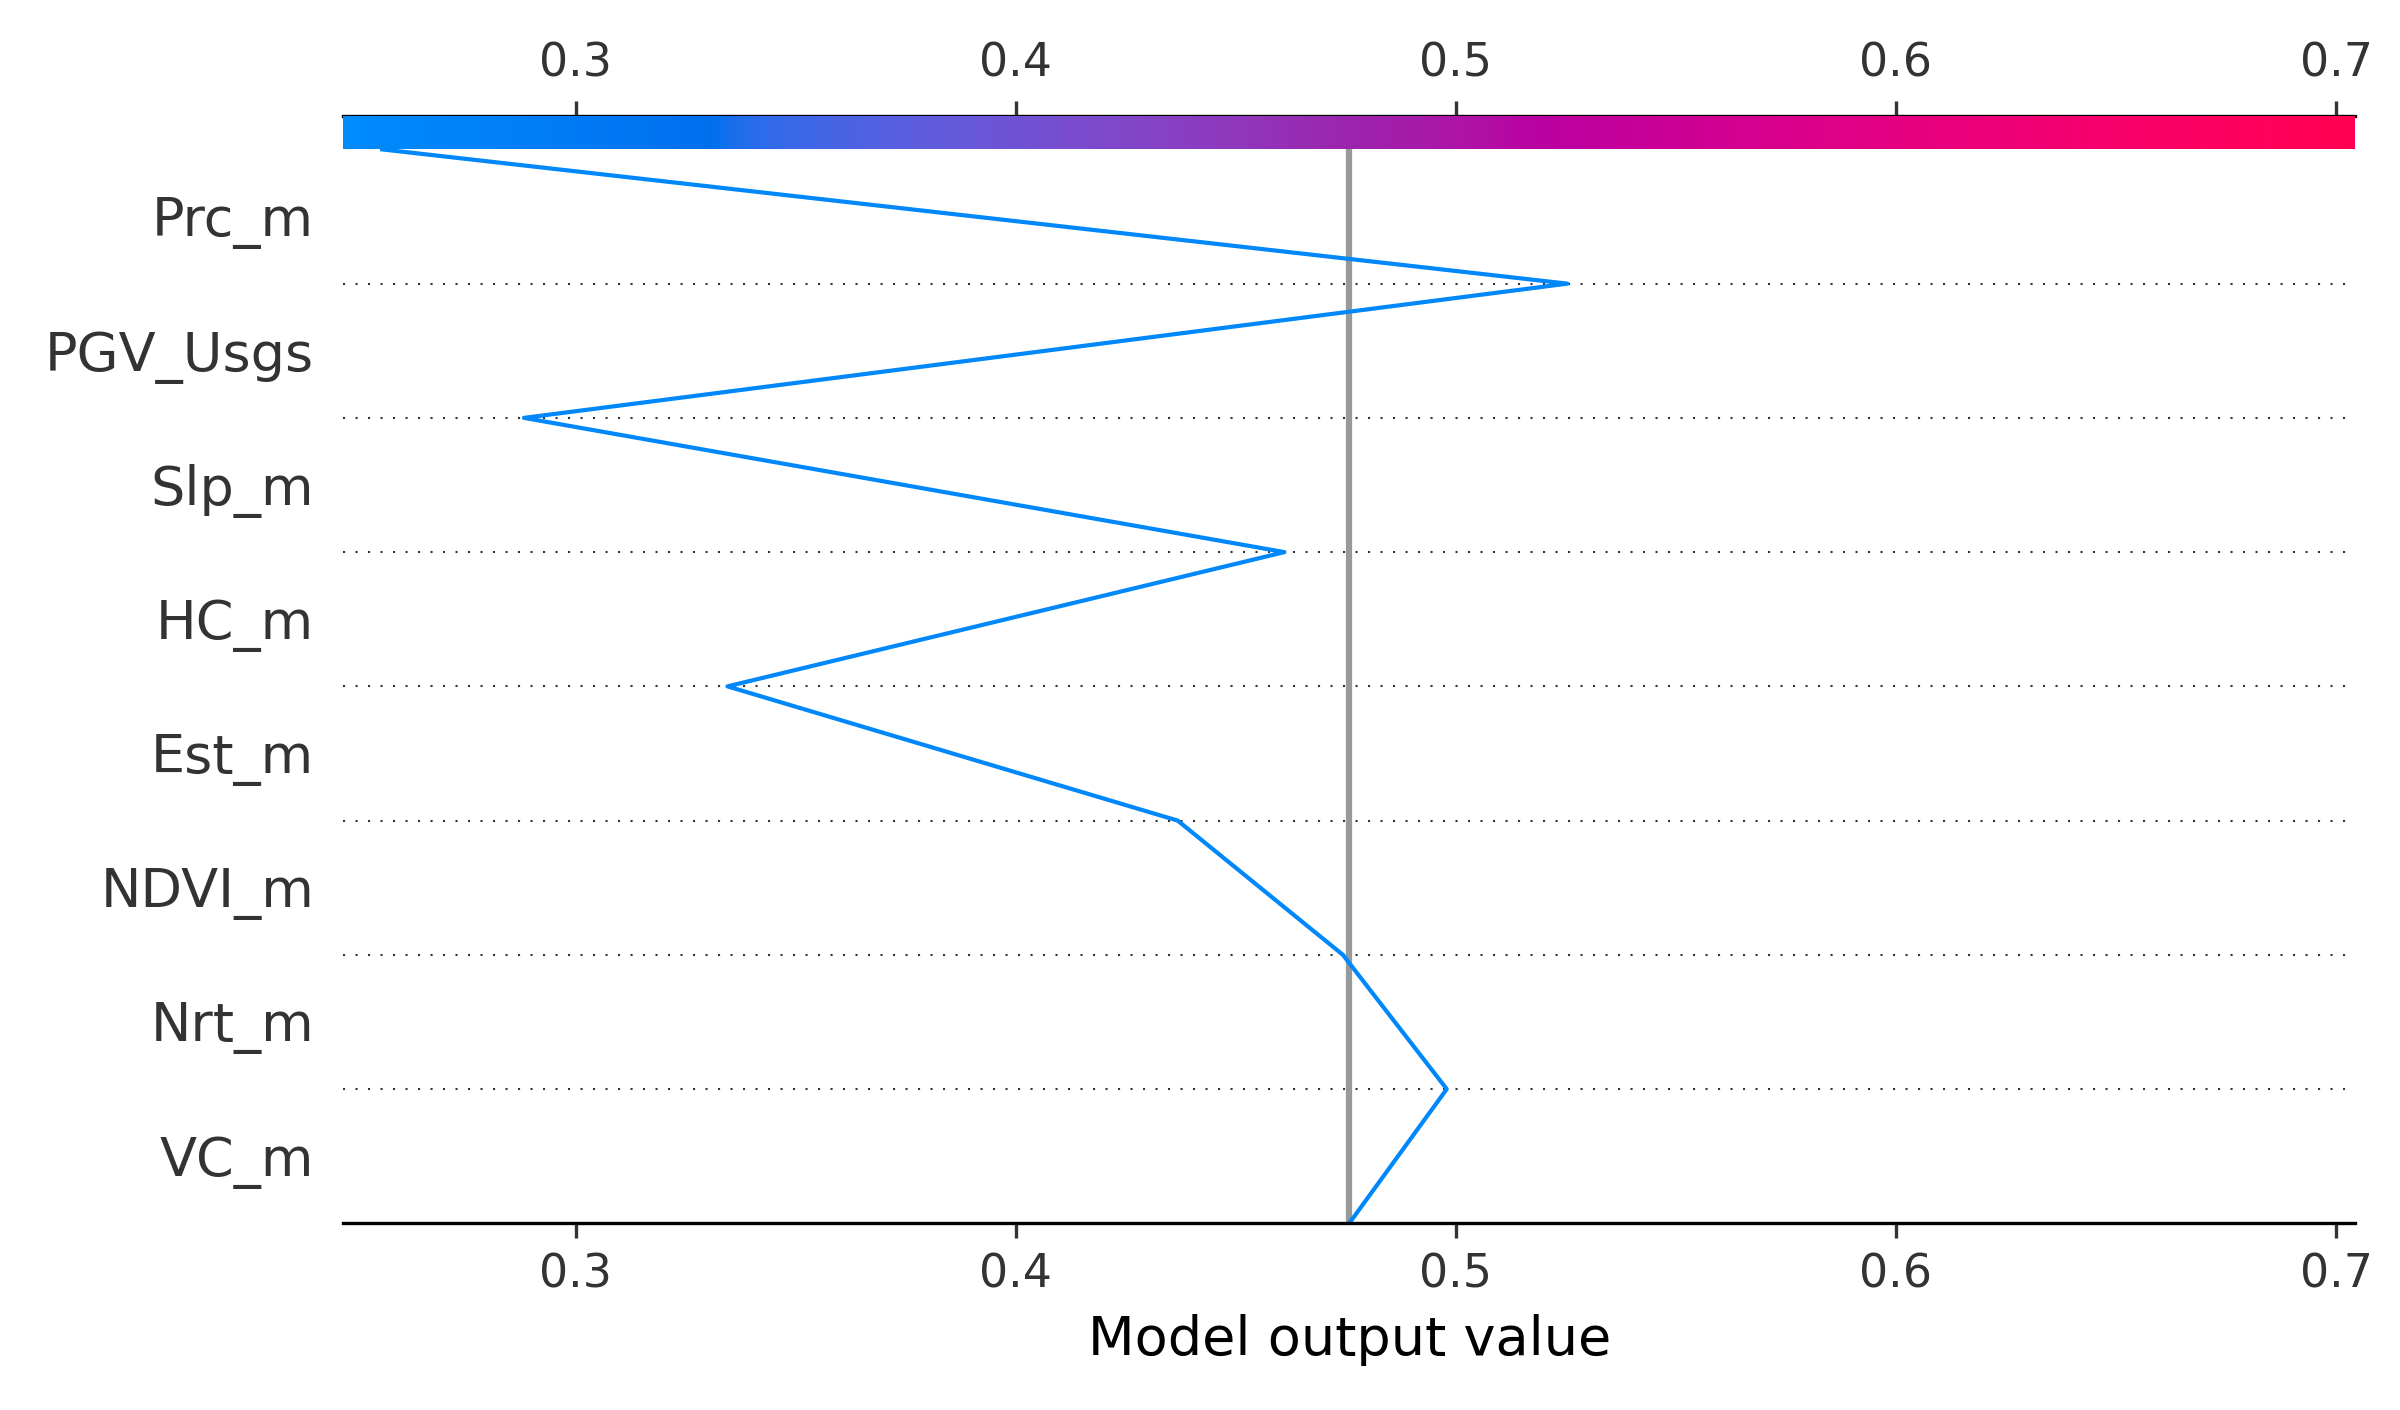 0.3 0.4 0.5 0.6 0.7
Prc_m
PGV_Usgs
Slp_m
HC_m
Est_m
NDVI_m
Nrt_m
VC_m
0.3 0.4 0.5 0.6 0.7
Model output value